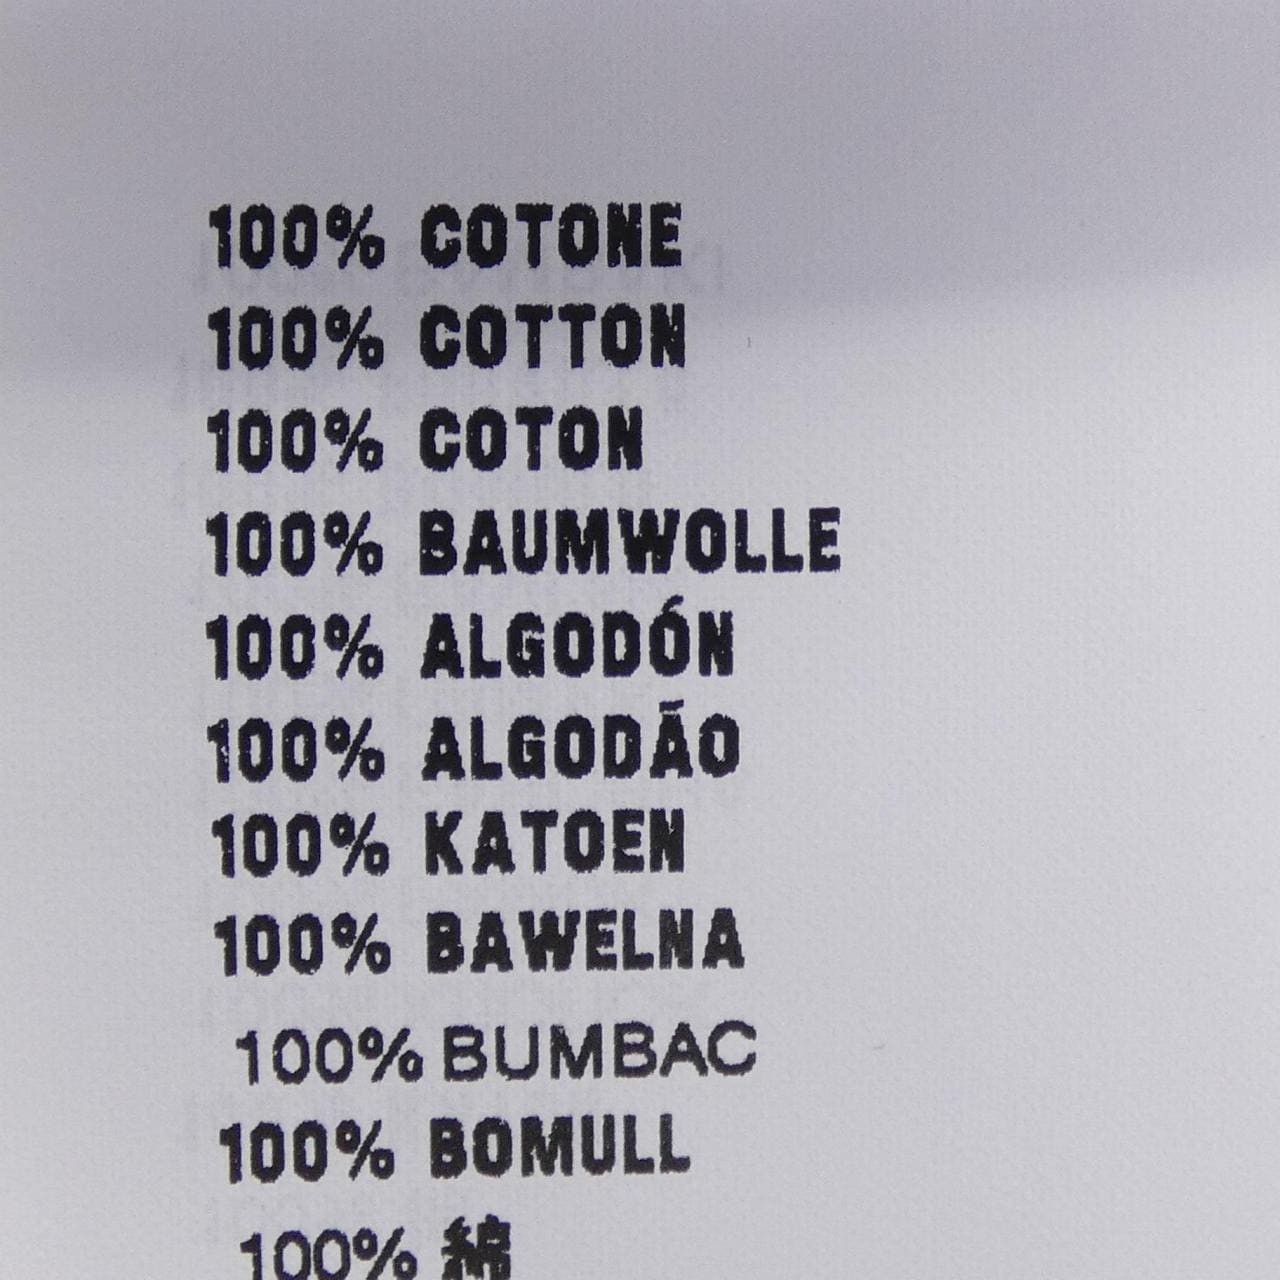 100% COTONE
100% COTTON
100% COTON
100% BAUMWOLLE
100% ALGODÓN
100% ALGODÃO
100% KATOEN
100% BAWELNA
100% BUMBAC
100% BOMULL
100% 綿